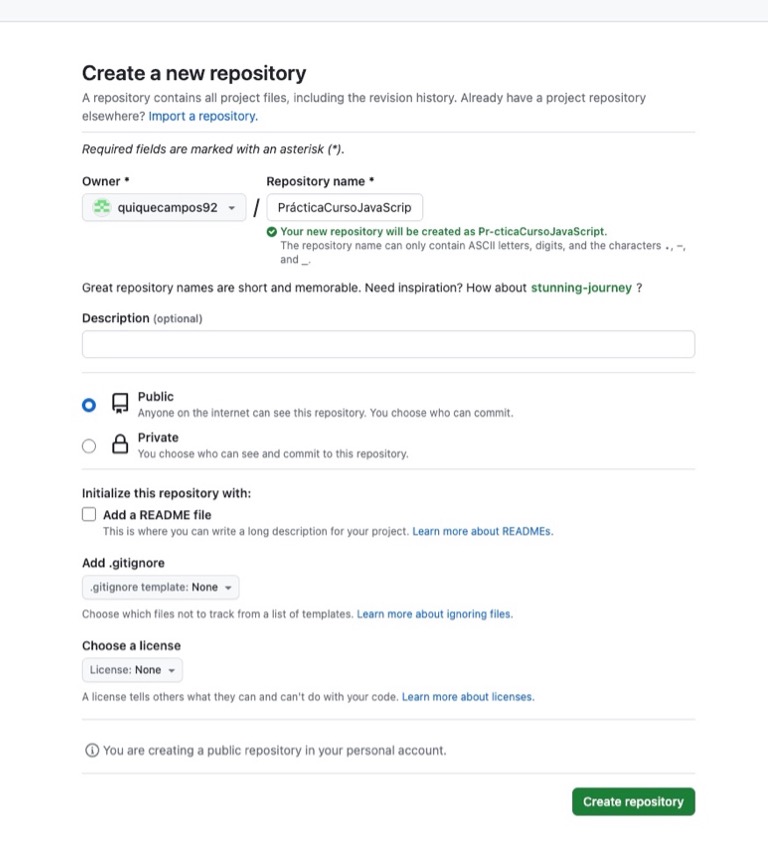 Create a new repository
A repository contains all project files, including the revision history. Already have a project repository
elsewhere? Import a repository.
Required fields are marked with an asterisk (*).
Owner *
Repository name *
quiquecampos92
/
PrácticaCursoJavaScrip
Your new repository will be created as Pr-cticaCursoJavaScript.
The repository name can only contain ASCII letters, digits, and the characters ., -,
and _.
Great repository names are short and memorable. Need inspiration? How about stunning-journey ?
Description (optional)
Public
Anyone on the internet can see this repository. You choose who can commit.
Private
You choose who can see and commit to this repository.
Initialize this repository with:
Add a README file
This is where you can write a long description for your project. Learn more about READMEs.
Add .gitignore
.gitignore template: None
Choose which files not to track from a list of templates. Learn more about ignoring files.
Choose a license
License: None
A license tells others what they can and can't do with your code. Learn more about licenses.
You are creating a public repository in your personal account.
Create repository